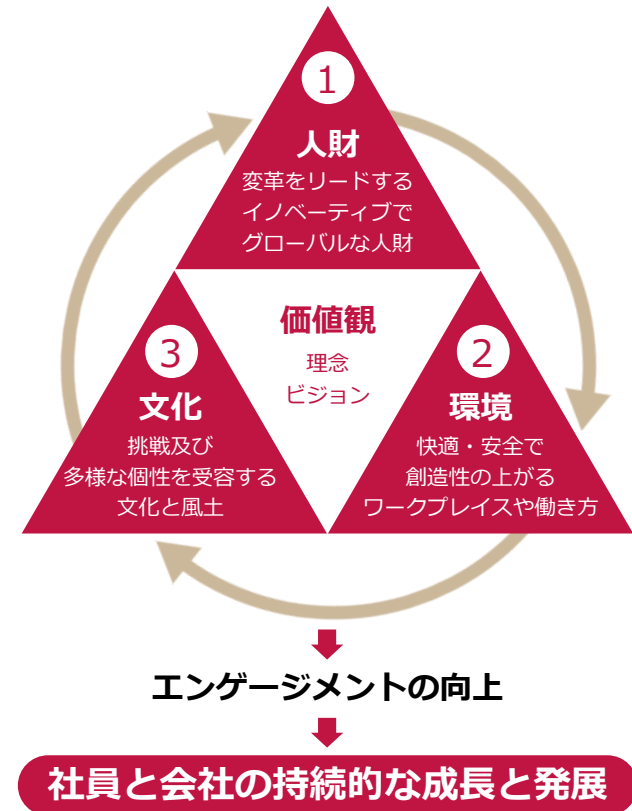 1
人財
変革をリードする
イノベーティブで
グローバルな人財
価値観
理念
ビジョン
2
環境
快適・安全で
創造性の上がる
ワークプレイスや働き方
3
文化
挑戦及び
多様な個性を受容する
文化と風土
エンゲージメントの向上
社員と会社の持続的な成長と発展